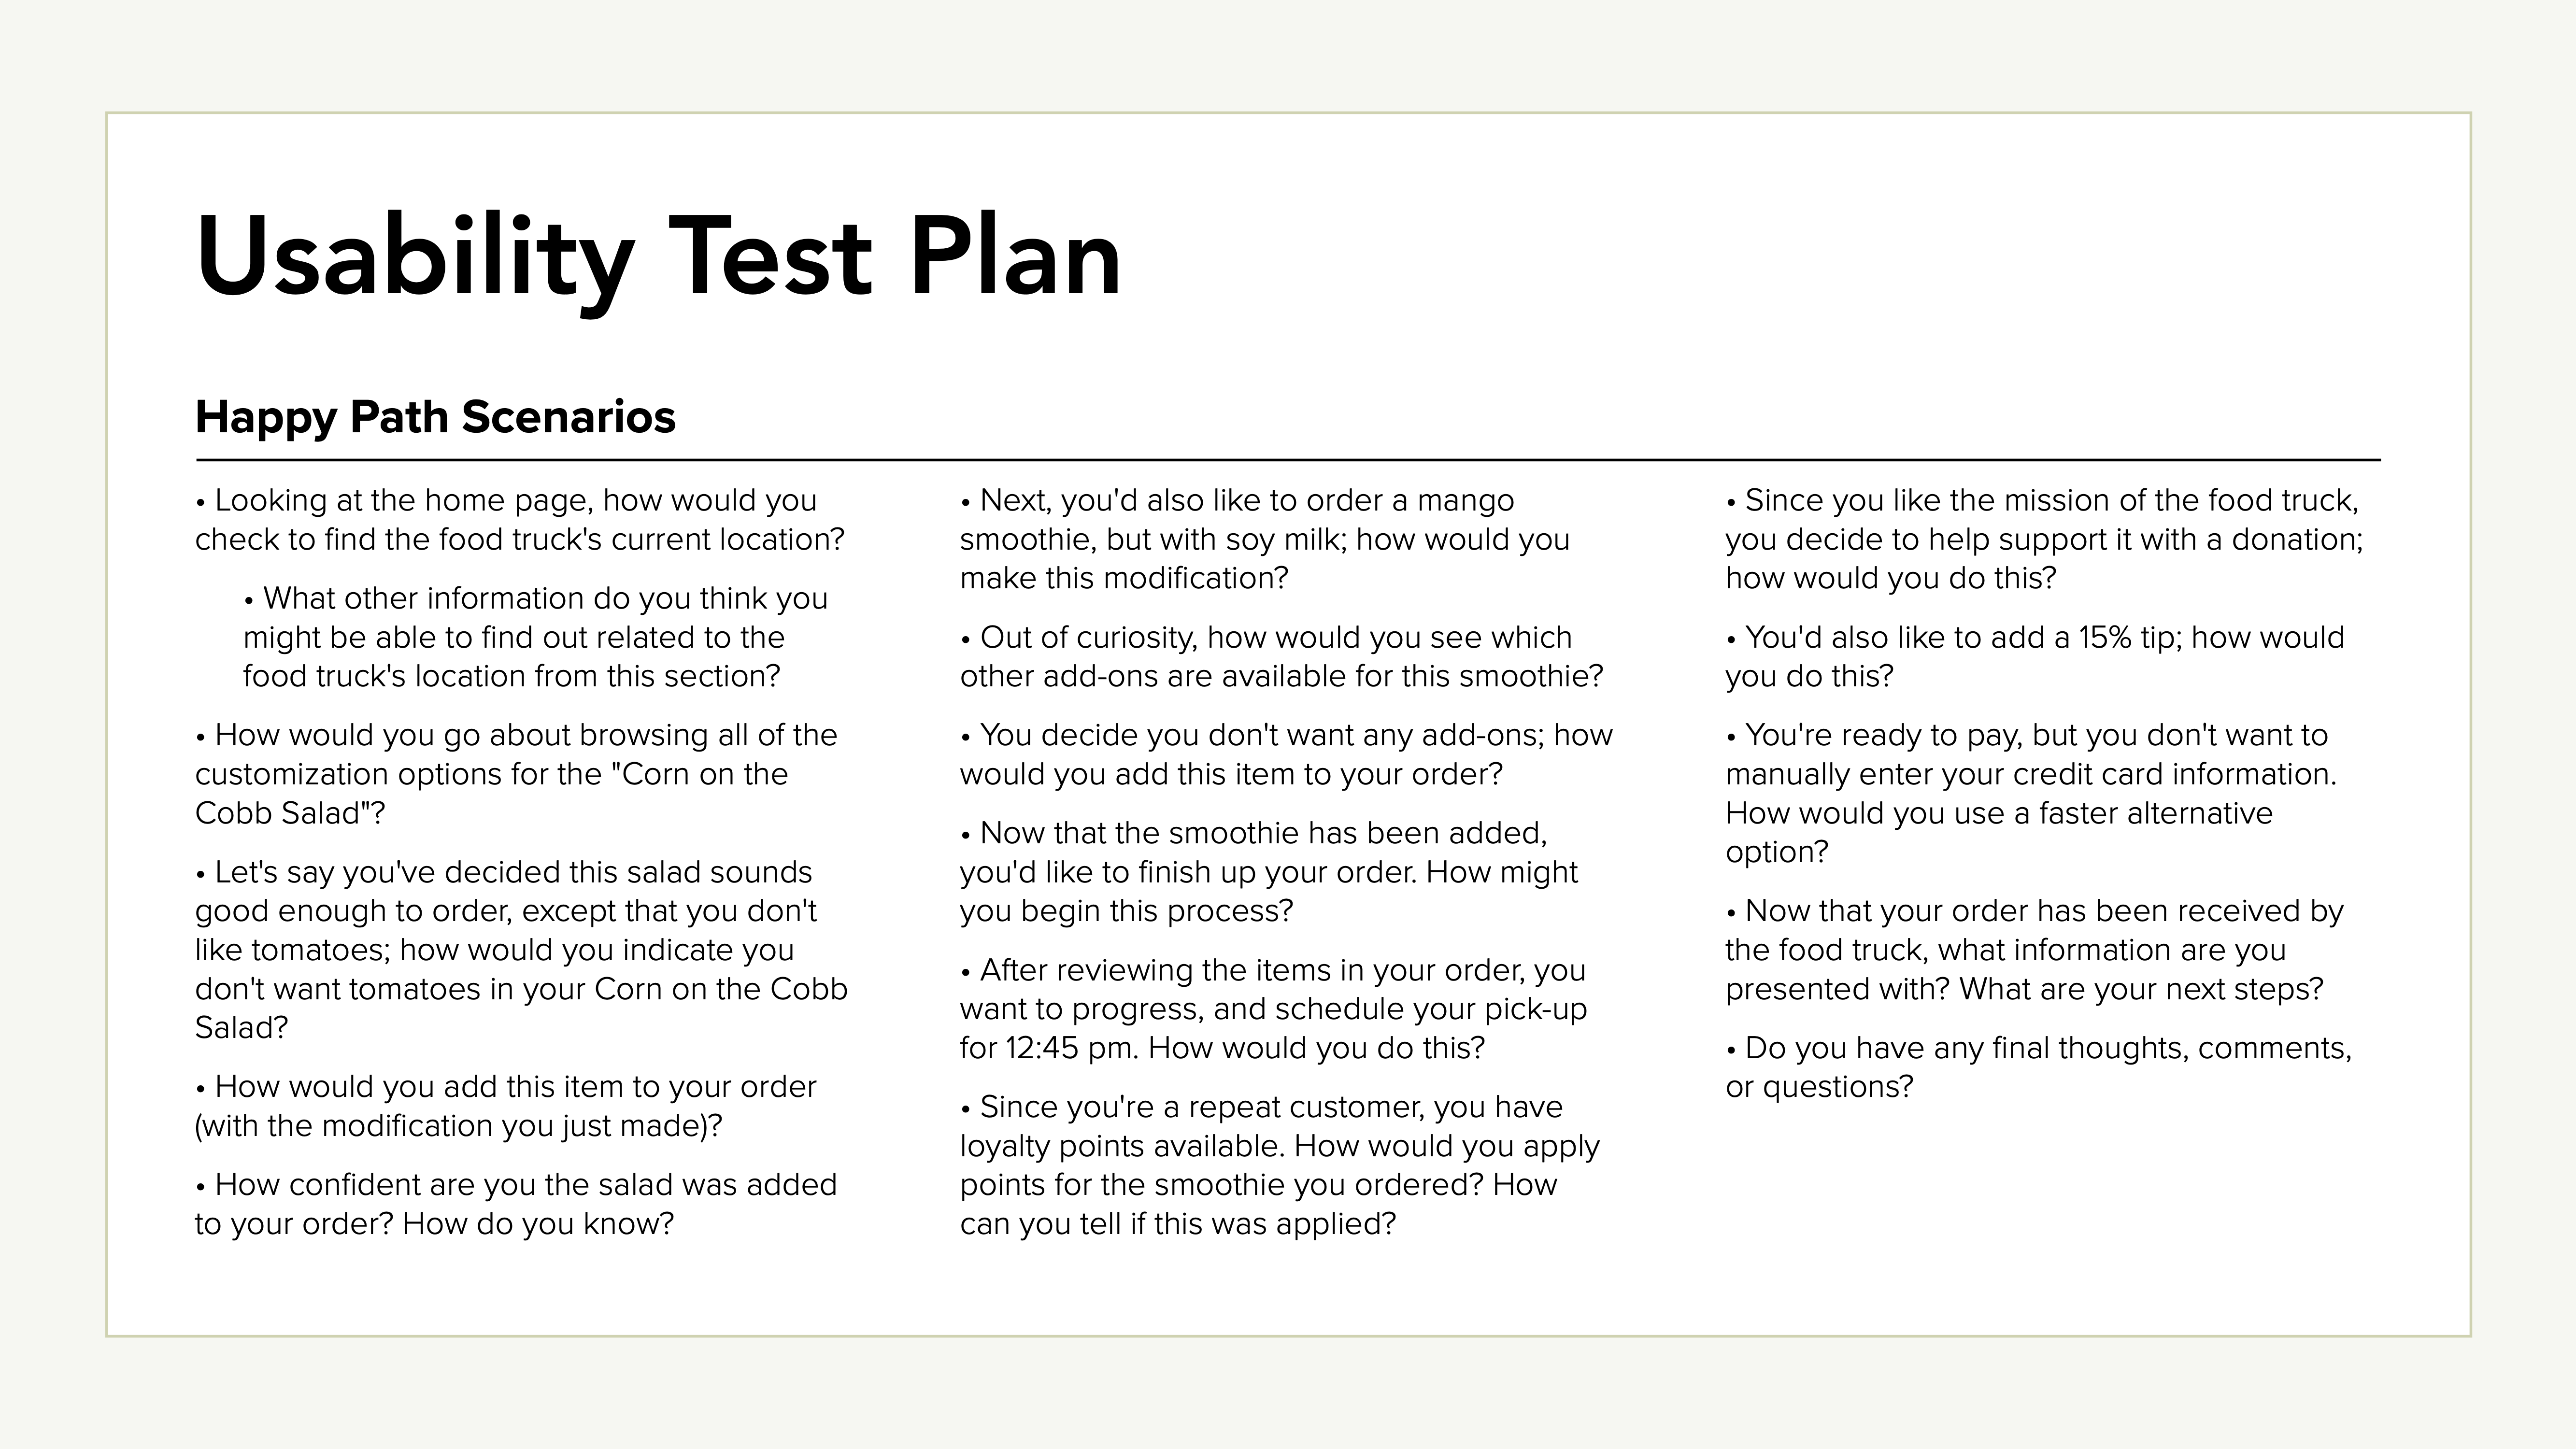 Usability Test Plan
Happy Path Scenarios
• Looking at the home page, how would you
check to find the food truck's current location?
• What other information do you think you
might be able to find out related to the
food truck's location from this section?
• How would you go about browsing all of the
customization options for the "Corn on the
Cobb Salad"?
• Let's say you've decided this salad sounds
good enough to order, except that you don't
like tomatoes; how would you indicate you
don't want tomatoes in your Corn on the Cobb
Salad?
• How would you add this item to your order
(with the modification you just made)?
• How confident are you the salad was added
to your order? How do you know?
• Next, you'd also like to order a mango
smoothie, but with soy milk; how would you
make this modification?
• Out of curiosity, how would you see which
other add-ons are available for this smoothie?
• You decide you don't want any add-ons; how
would you add this item to your order?
• Now that the smoothie has been added,
you'd like to finish up your order. How might
you begin this process?
• After reviewing the items in your order, you
want to progress, and schedule your pick-up
for 12:45 pm. How would you do this?
• Since you're a repeat customer, you have
loyalty points available. How would you apply
points for the smoothie you ordered? How
can you tell if this was applied?
• Since you like the mission of the food truck,
you decide to help support it with a donation;
how would you do this?
• You'd also like to add a 15% tip; how would
you do this?
• You're ready to pay, but you don't want to
manually enter your credit card information.
How would you use a faster alternative
option?
• Now that your order has been received by
the food truck, what information are you
presented with? What are your next steps?
• Do you have any final thoughts, comments,
or questions?